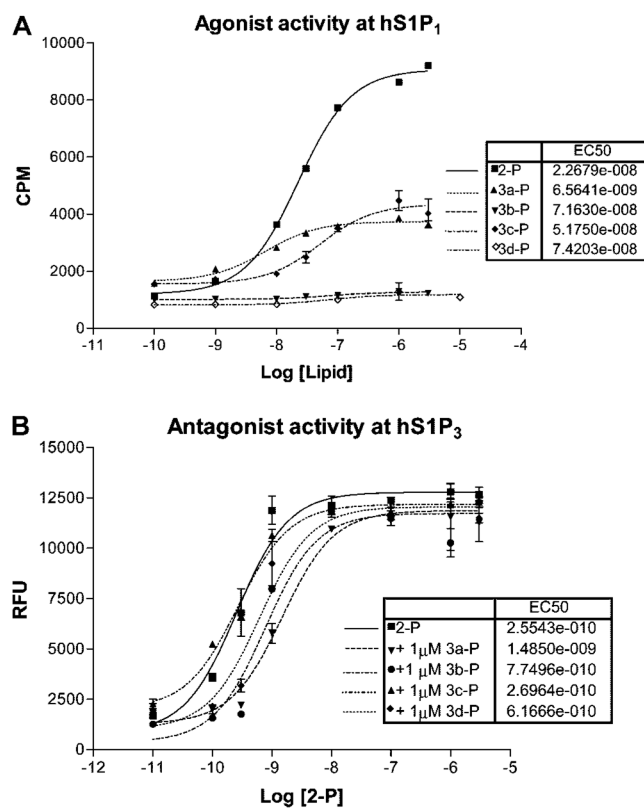 A
Agonist activity at hS1P1
10000
8000
6000
4000
2000
0
CPM
-11 -10 -9 -8 -7 -6 -5 -4
Log [Lipid]
EC50
2-P 2.2679e-008
3a-P 6.5641e-009
3b-P 7.1630e-008
3c-P 5.1750e-008
3d-P 7.4203e-008
B
Antagonist activity at hS1P3
15000
12500
10000
7500
5000
2500
0
RFU
-12 -11 -10 -9 -8 -7 -6 -5
Log [2-P]
EC50
2-P 2.5543e-010
+ 1µM 3a-P 1.4850e-009
+1µM 3b-P 7.7496e-010
+ 1µM 3c-P 2.6964e-010
+ 1µM 3d-P 6.1666e-010